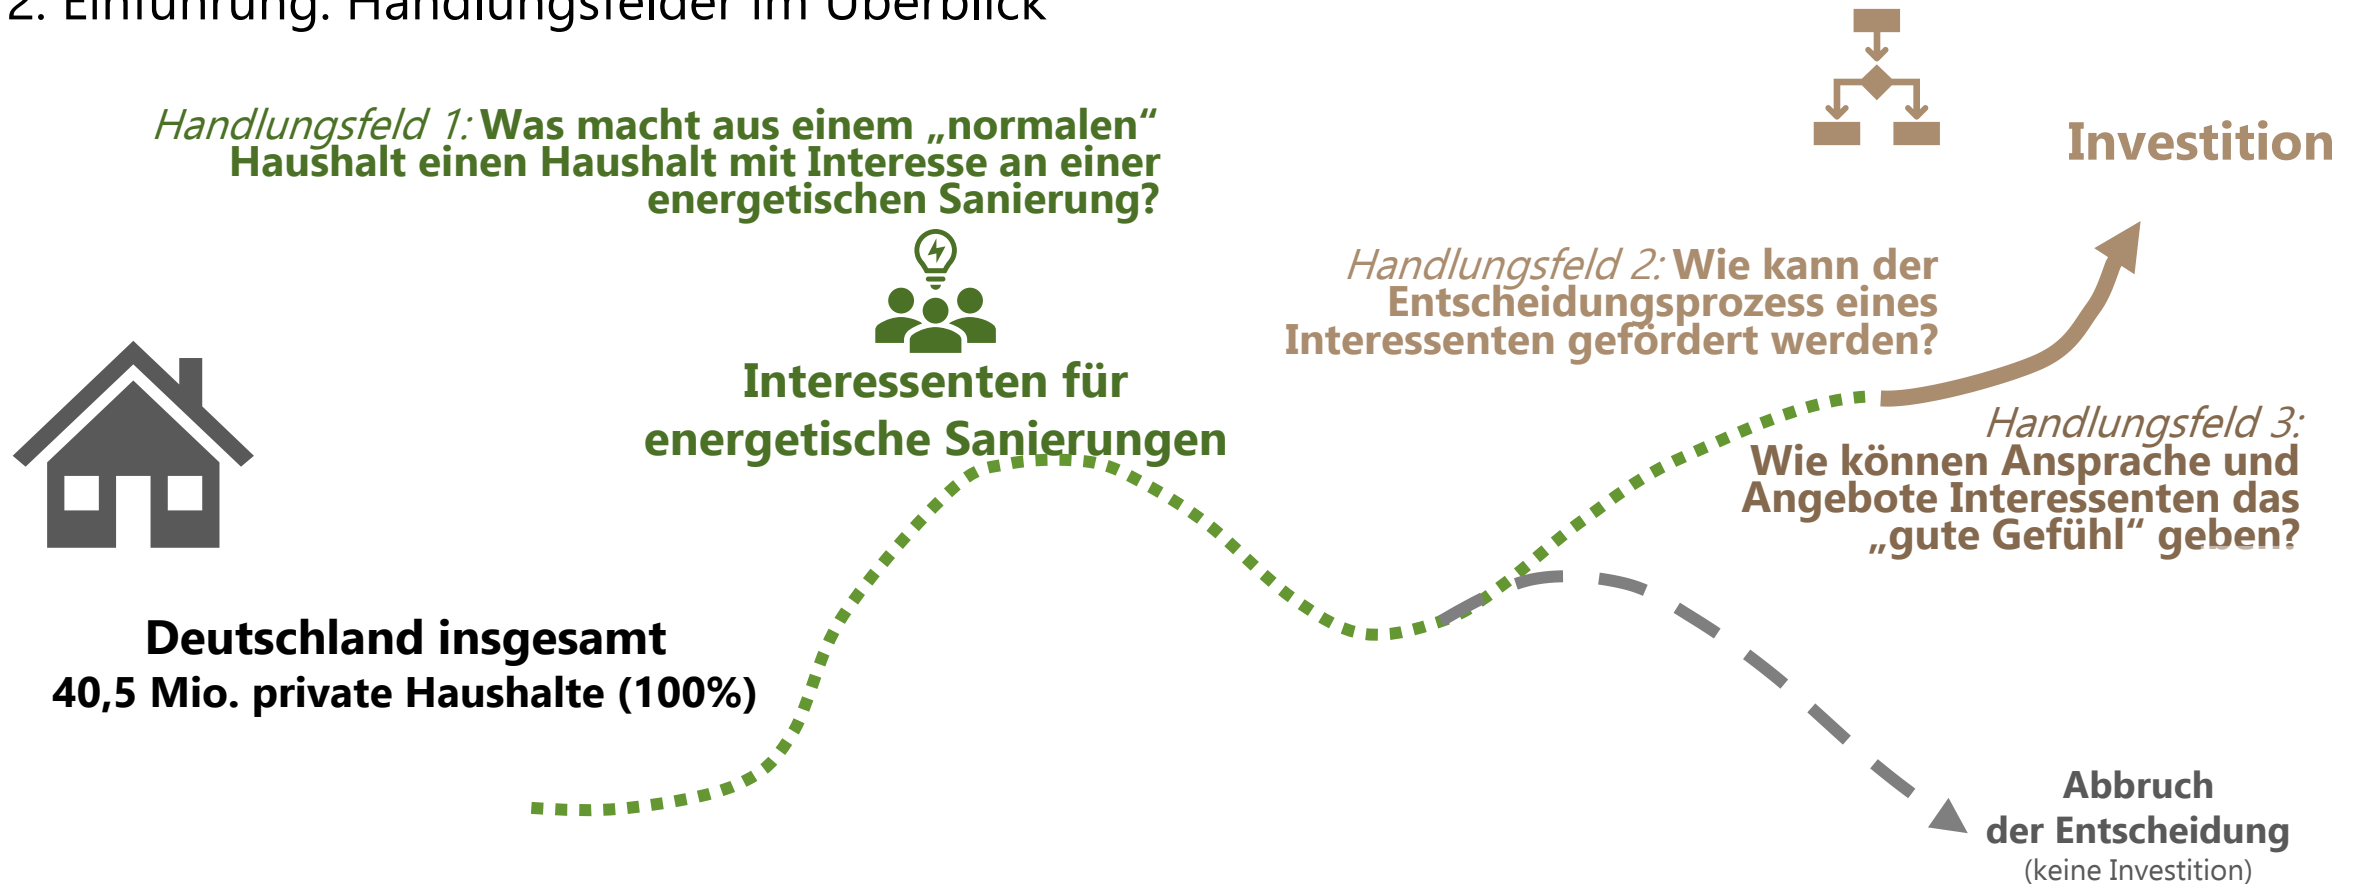 2. Einführung: Handlungsfelder im Überblick
Handlungsfeld 1: Was macht aus einem „normalen“
Haushalt einen Haushalt mit Interesse an einer
energetischen Sanierung?
Interessenten für
energetische Sanierungen
Deutschland insgesamt
40,5 Mio. private Haushalte (100%)
Investition
Handlungsfeld 2: Wie kann der
Entscheidungsprozess eines
Interessenten gefördert werden?
Handlungsfeld 3:
Wie können Ansprache und
Angebote Interessenten das
„gute Gefühl“ geben?
Abbruch
der Entscheidung
(keine Investition)